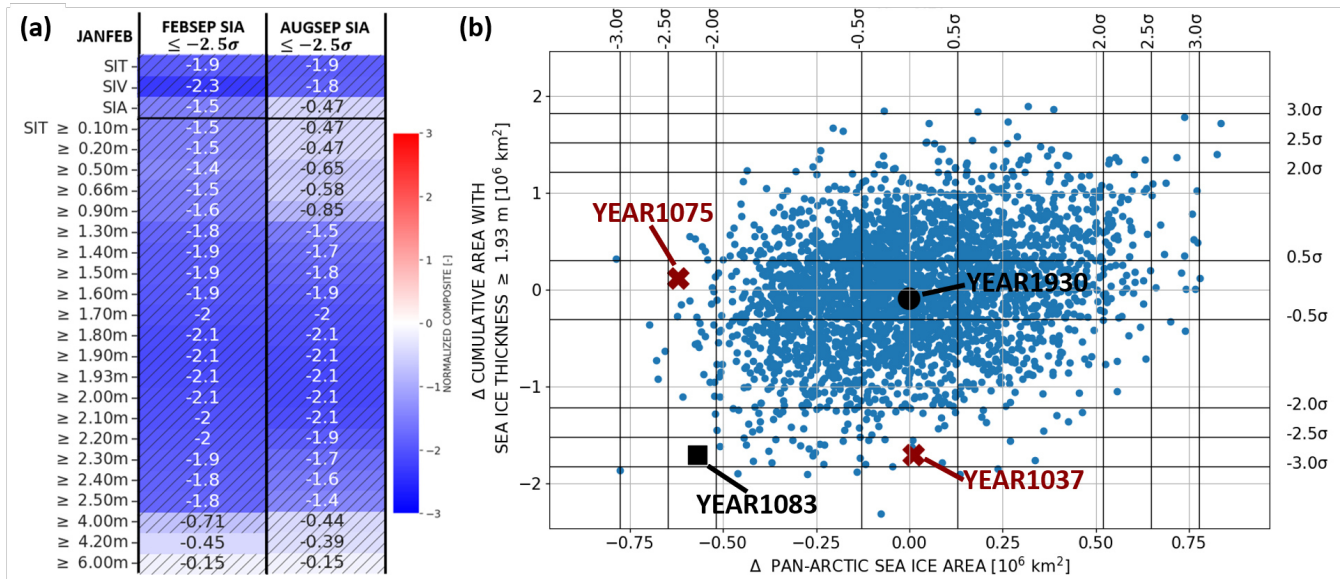 (a)
JANFEB
FEBSEP SIA
≤ −2.5σ
AUGSEP SIA
≤ −2.5σ
SIT -1.9 -1.9
SIV -2.3 -1.8
SIA -1.5 -0.47
SIT ≥ 0.10m -1.5 -0.47
≥ 0.20m -1.5 -0.47
≥ 0.50m -1.4 -0.65
≥ 0.66m -1.5 -0.58
≥ 0.90m -1.6 -0.85
≥ 1.30m -1.8 -1.5
≥ 1.40m -1.9 -1.7
≥ 1.50m -1.9 -1.8
≥ 1.60m -1.9 -1.9
≥ 1.70m -2 -2
≥ 1.80m -2.1 -2.1
≥ 1.90m -2.1 -2.1
≥ 1.93m -2.1 -2.1
≥ 2.00m -2.1 -2.1
≥ 2.10m -2 -2.1
≥ 2.20m -2 -1.9
≥ 2.30m -1.9 -1.7
≥ 2.40m -1.8 -1.6
≥ 2.50m -1.8 -1.4
≥ 4.00m -0.71 -0.44
≥ 4.20m -0.45 -0.39
≥ 6.00m -0.15 -0.15
3
2
1
0
−1
−2
−3
NORMALIZED COMPOSITE [-]
(b)
-3.0σ
-2.5σ
-2.0σ
-0.5σ
0.5σ
2.0σ
2.5σ
3.0σ
Δ CUMULATIVE AREA WITH
SEA ICE THICKNESS ≥ 1.93 m [10⁶ km²]
2
1
0
−1
−2
3.0σ
2.5σ
2.0σ
0.5σ
-0.5σ
-2.0σ
-2.5σ
-3.0σ
YEAR1075
YEAR1930
YEAR1037
YEAR1083
−0.75 −0.50 −0.25 0.00 0.25 0.50 0.75
Δ PAN-ARCTIC SEA ICE AREA [10⁶ km²]